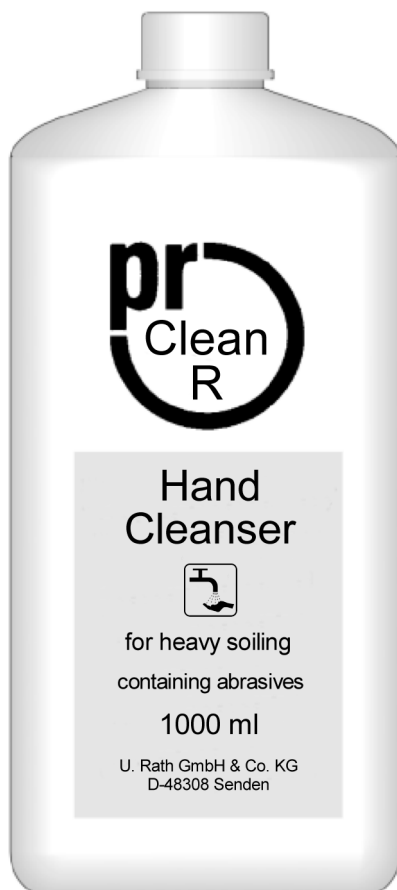 pr
Clean
R
Hand
Cleanser
for heavy soiling
containing abrasives
1000 ml
U. Rath GmbH & Co. KG
D-48308 Senden